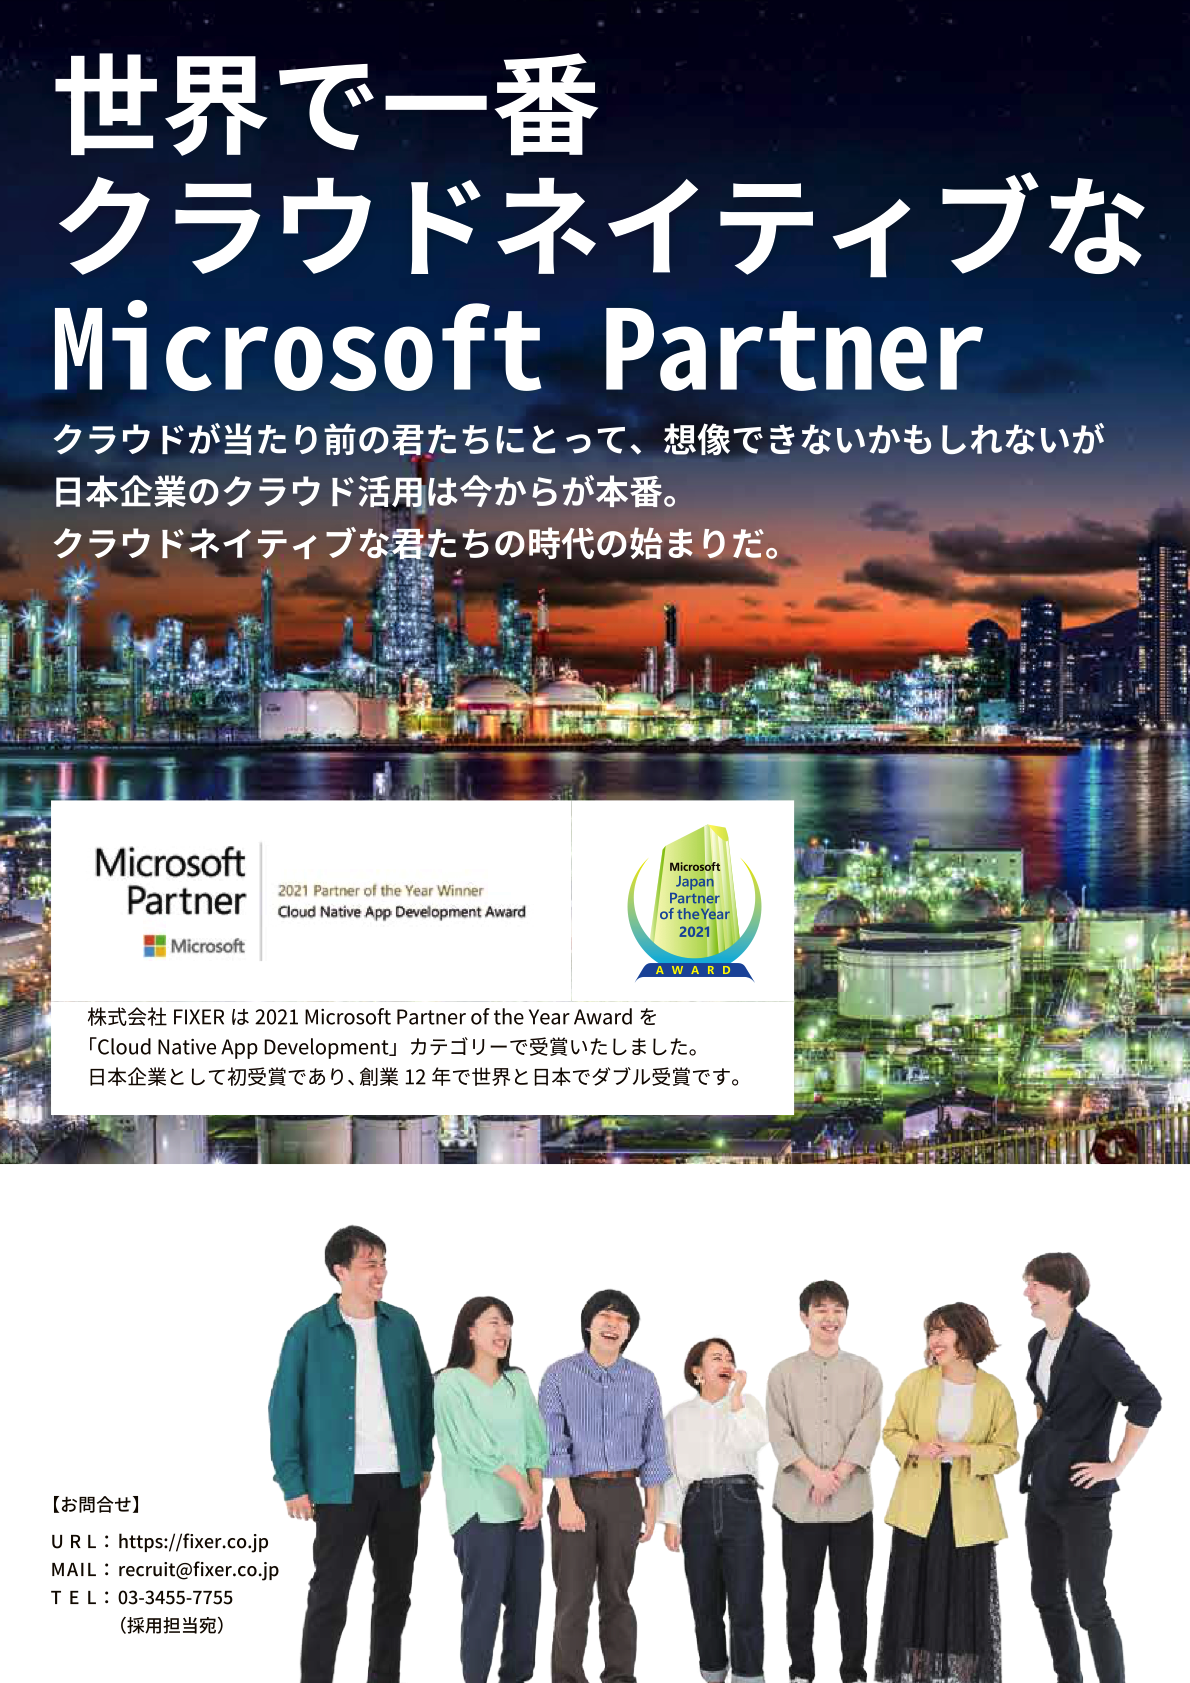 世界で一番
クラウドネイティブな
Microsoft Partner
クラウドが当たり前の君たちにとって、想像できないかもしれないが
日本企業のクラウド活用は今からが本番。
クラウドネイティブな君たちの時代の始まりだ。
Microsoft
Partner
Microsoft
2021 Partner of the Year Winner
Cloud Native App Development Award
Microsoft
Japan
Partner
of the Year
2021
AWARD
株式会社 FIXER は 2021 Microsoft Partner of the Year Award を
「Cloud Native App Development」カテゴリーで受賞いたしました。
日本企業として初受賞であり、創業 12 年で世界と日本でダブル受賞です。
【お問合せ】
URL：https://fixer.co.jp
MAIL：recruit@fixer.co.jp
TEL：03-3455-7755
（採用担当宛）